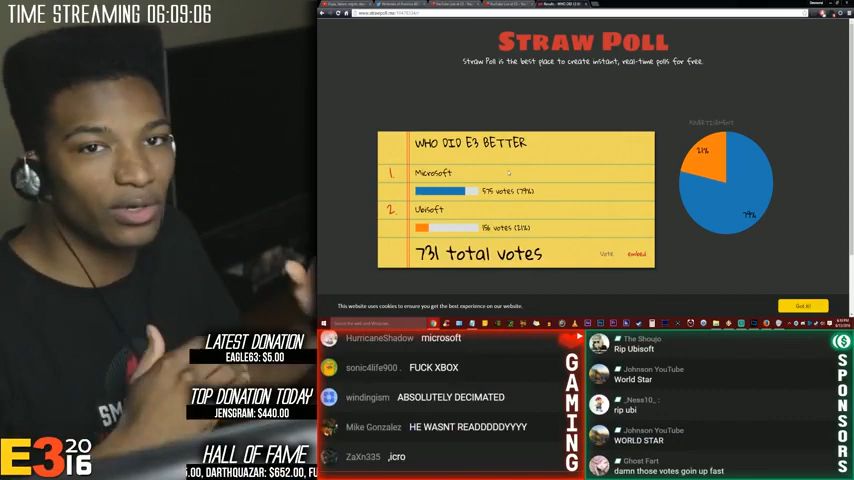 TIME STREAMING 06:09:06
STRAW POLL
Straw Poll is the best place to create instant, real-time polls for free.
ADVERTISEMENT
WHO DID E3 BETTER
1. Microsoft
575 votes (79%)
2. Ubisoft
156 votes (21%)
731 total votes
Vote
embed
21%
79%
This website uses cookies to ensure you get the best experience on our website.
Got it!
LATEST DONATION
EAGLE63: $5.00
TOP DONATION TODAY
JENSGRAM: $440.00
HALL OF FAME
5.00, DARTHQUAZAR: $652.00, FU
E3 2016
HurricaneShadow microsoft
sonic4life900 . FUCK XBOX
windingism ABSOLUTELY DECIMATED
Mike Gonzalez HE WASNT READDDDDYYYY
ZaXn335 ,icro
GAMING
The Shoujo
Rip Ubisoft
Johnson YouTube
World Star
_Ness10_ :
rip ubi
Johnson YouTube
WORLD STAR
Ghost Fart
damn those votes goin up fast
SPONSORS